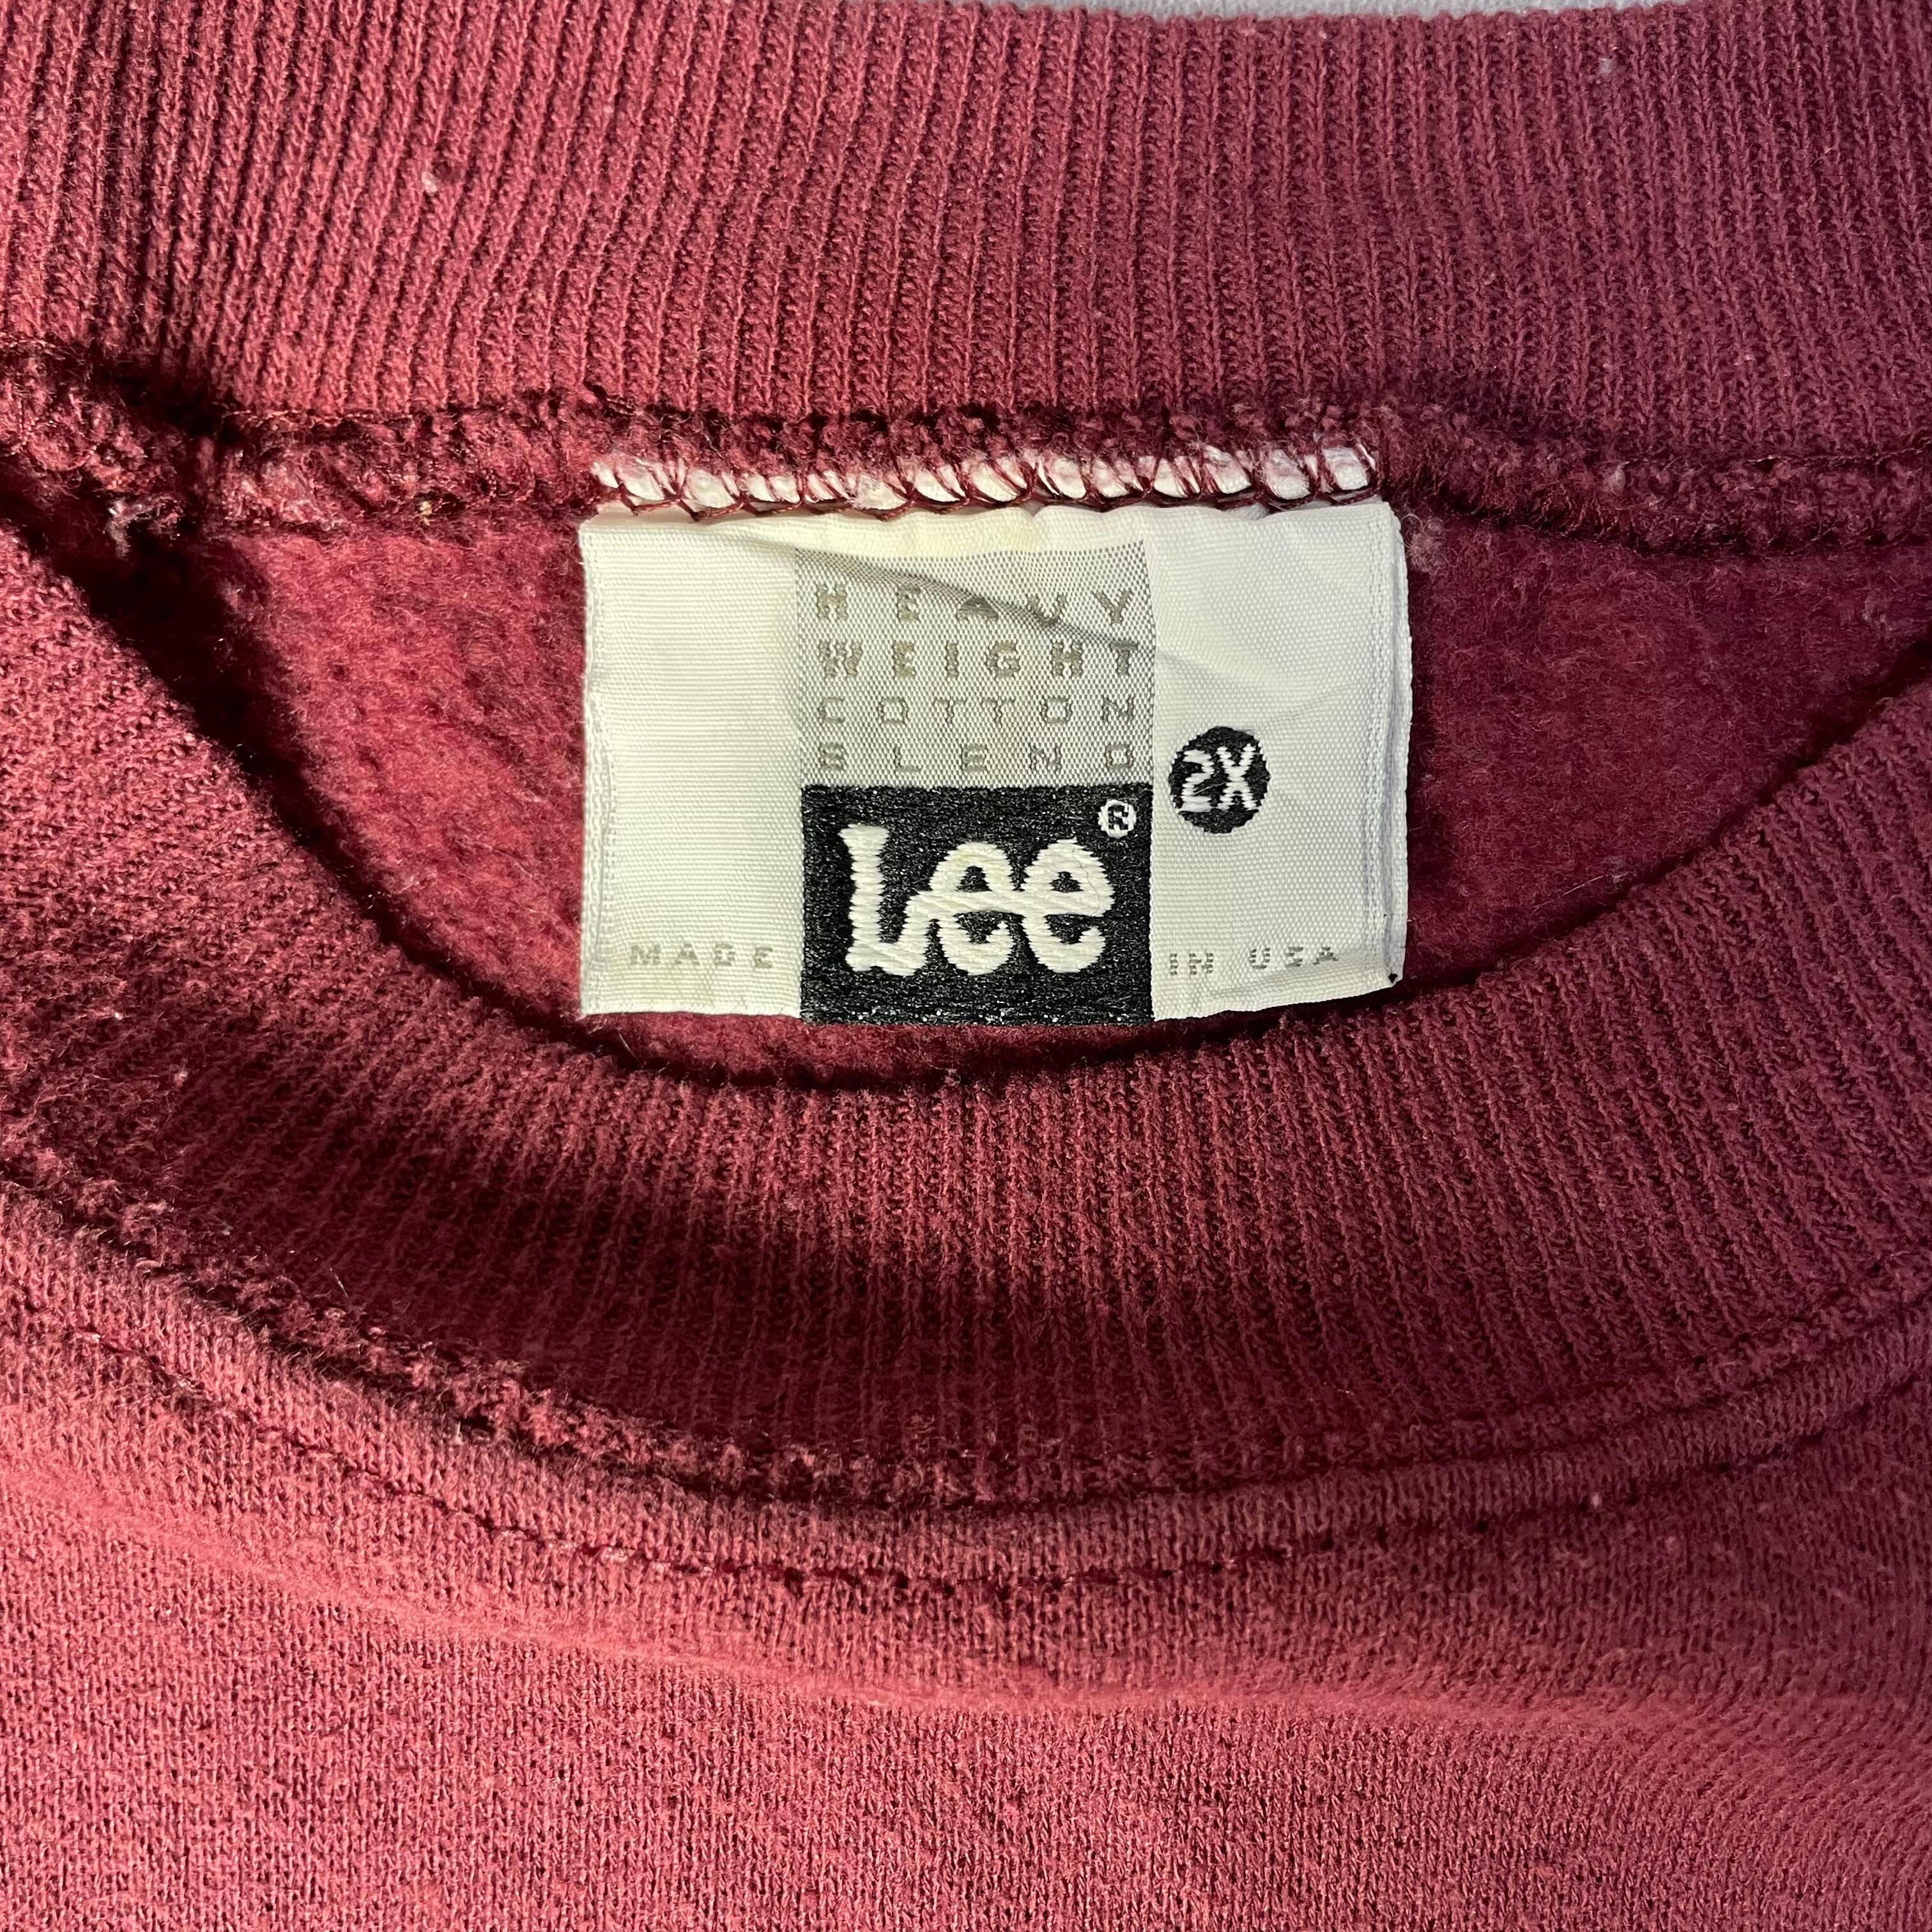 HEAVY
WEIGHT
COTTON
BLEND
2X
Lee®
MADE IN USA